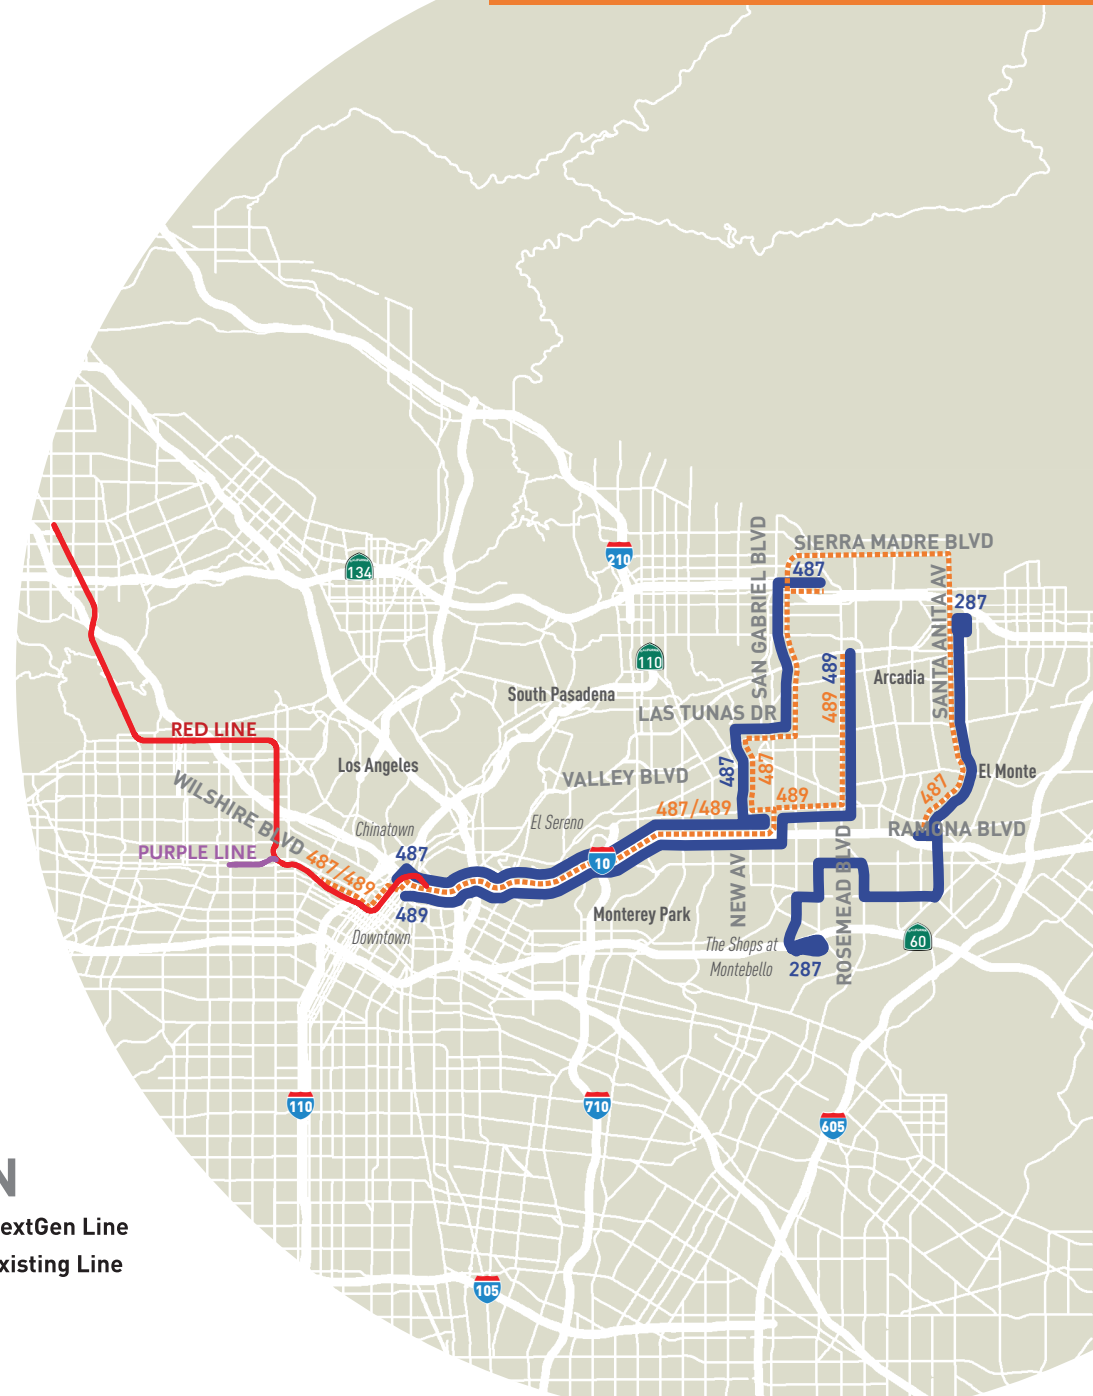 SIERRA MADRE BLVD
SAN GABRIEL BLVD
210
487
SANTA ANITA AV
134
287
110
489
Arcadia
South Pasadena
489
LAS TUNAS DR
RED LINE
Los Angeles
VALLEY BLVD
487
487
El Monte
WILSHIRE BLVD
487
489
487/489
Chinatown
El Sereno
RAMONA BLVD
PURPLE LINE
487/489
487
10
NEW AV
ROSEMEAD BLVD
489
Monterey Park
Downtown
The Shops at
Montebello
60
287
110
710
605
N
extGen Line
xisting Line
105